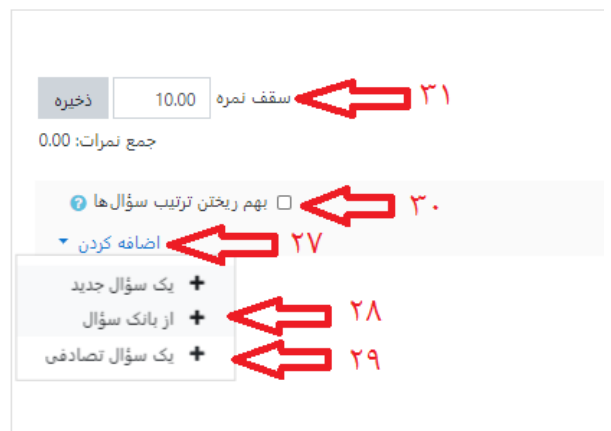 ۳۱ سقف نمره 10.00 ذخیره
جمع نمرات: 0.00
۳۰ بهم ریختن ترتیب سؤال‌ها ?
۲۷ اضافه کردن
+ یک سؤال جدید
۲۸ + از بانک سؤال
۲۹ + یک سؤال تصادفی